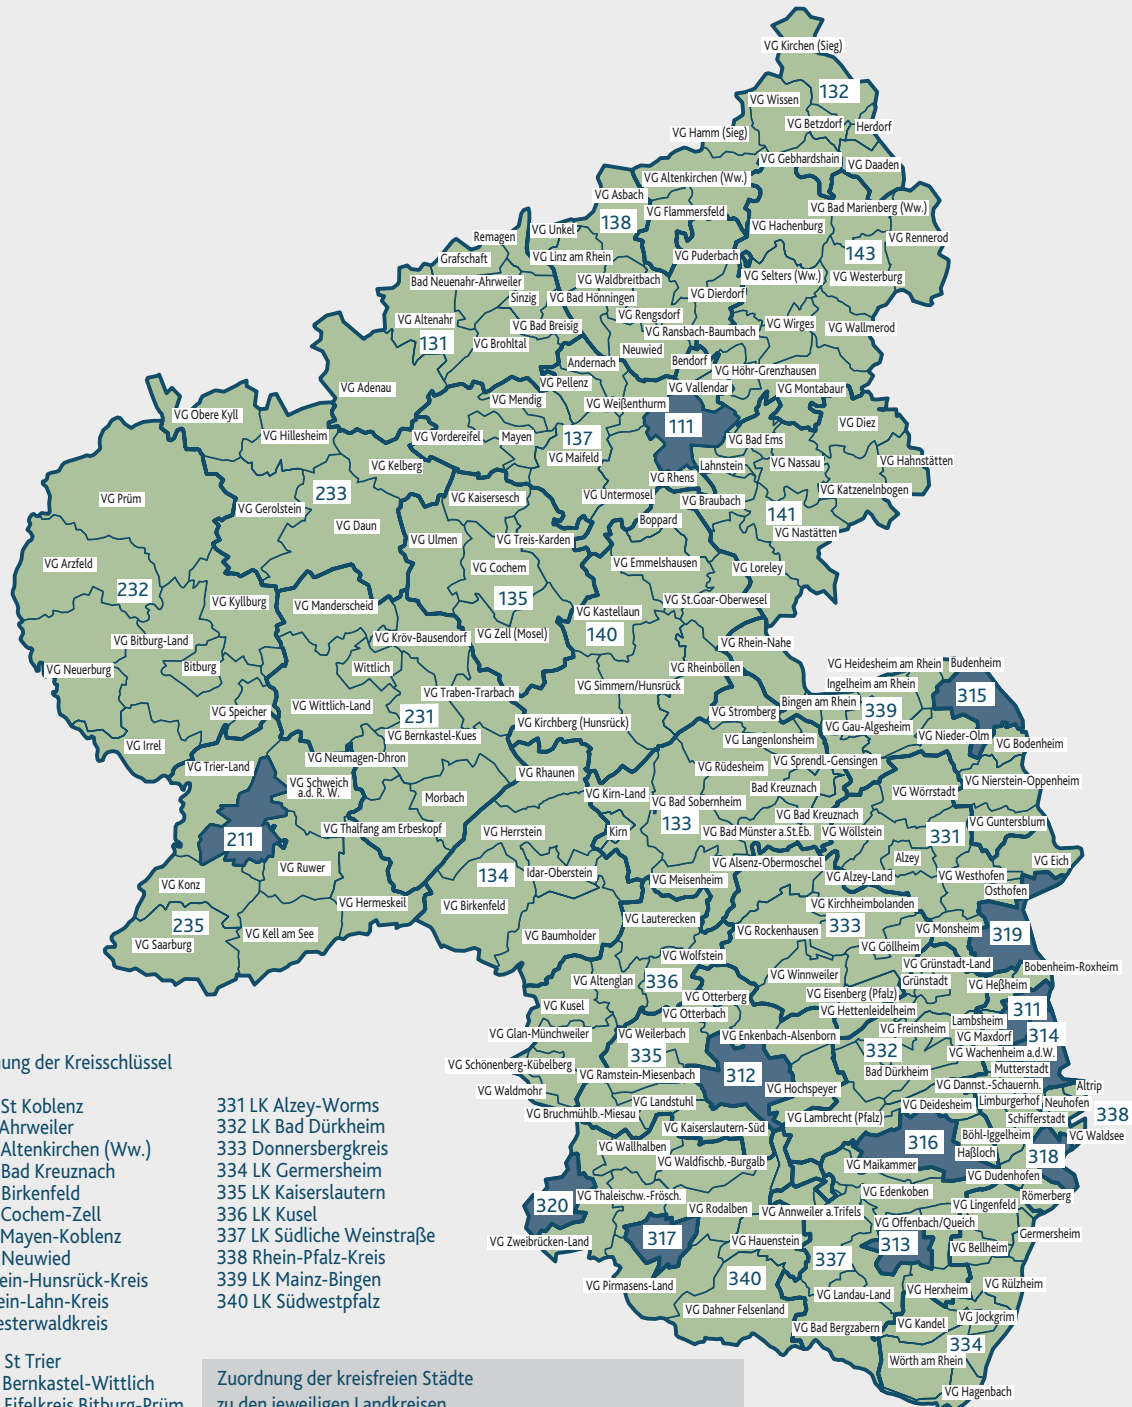 VG Kirchen (Sieg)
132
VG Wissen
VG Betzdorf
Herdorf
VG Hamm (Sieg)
VG Gebhardshain
VG Daaden
VG Altenkirchen (Ww.)
VG Asbach
VG Flammersfeld
VG Bad Marienberg (Ww.)
138
VG Unkel
VG Hachenburg
Remagen
VG Rennerod
Grafschaft
VG Linz am Rhein
VG Puderbach
143
Bad Neuenahr-Ahrweiler
VG Waldbreitbach
VG Selters (Ww.)
VG Westerburg
Sinzig
VG Bad Hönningen
VG Dierdorf
VG Altenahr
VG Bad Breisig
VG Rengsdorf
VG Wirges
VG Wallmerod
VG Ransbach-Baumbach
131
VG Brohltal
Neuwied
Andernach
Bendorf
VG Höhr-Grenzhausen
VG Adenau
VG Pellenz
VG Vallendar
VG Montabaur
VG Mendig
VG Weißenthurm
VG Obere Kyll
111
VG Diez
VG Hillesheim
VG Vordereifel
Mayen
137
VG Bad Ems
VG Maifeld
VG Kelberg
Lahnstein
VG Nassau
VG Hahnstätten
VG Rhens
VG Prüm
233
VG Kaisersesch
VG Untermosel
VG Braubach
VG Katzenelnbogen
VG Gerolstein
141
VG Daun
Boppard
VG Nastätten
VG Ulmen
VG Treis-Karden
VG Arzfeld
VG Cochem
VG Emmelshausen
VG Loreley
232
VG Kyllburg
VG Manderscheid
135
VG St.Goar-Oberwesel
VG Kastellaun
VG Bitburg-Land
VG Kröv-Bausendorf
VG Zell (Mosel)
140
VG Rhein-Nahe
VG Neuerburg
Bitburg
Wittlich
VG Rheinböllen
VG Heidesheim am Rhein
Budenheim
VG Traben-Trarbach
VG Simmern/Hunsrück
Ingelheim am Rhein
315
VG Speicher
VG Wittlich-Land
231
VG Kirchberg (Hunsrück)
VG Stromberg
Bingen am Rhein
339
VG Gau-Algesheim
VG Irrel
VG Bernkastel-Kues
VG Langenlonsheim
VG Nieder-Olm
VG Bodenheim
VG Trier-Land
VG Neumagen-Dhron
VG Rhaunen
VG Rüdesheim
VG Sprendl.-Gensingen
VG Schweich
a.d. R. W.
Morbach
VG Kirn-Land
VG Bad Sobernheim
Bad Kreuznach
VG Wörrstadt
VG Nierstein-Oppenheim
211
VG Thalfang am Erbeskopf
VG Herrstein
Kirn
133
VG Bad Kreuznach
VG Bad Münster a.St.Eb.
VG Wöllstein
331
VG Guntersblum
VG Ruwer
VG Alsenz-Obermoschel
Alzey
VG Eich
VG Konz
134
Idar-Oberstein
VG Meisenheim
VG Alzey-Land
VG Westhofen
Osthofen
VG Hermeskeil
VG Birkenfeld
VG Kirchheimbolanden
235
VG Lauterecken
VG Rockenhausen
333
VG Monsheim
319
VG Saarburg
VG Kell am See
VG Baumholder
VG Göllheim
VG Wolfstein
VG Grünstadt-Land
Bobenheim-Roxheim
VG Altenglan
336
VG Winnweiler
Grünstadt
VG Heßheim
VG Otterberg
VG Eisenberg (Pfalz)
VG Kusel
VG Otterbach
VG Hettenleidelheim
311
VG Glan-Münchweiler
VG Weilerbach
VG Enkenbach-Alsenborn
VG Freinsheim
Lambsheim
VG Maxdorf
314
VG Schönenberg-Kübelberg
335
332
VG Wachenheim a.d.W.
VG Ramstein-Miesenbach
312
Bad Dürkheim
Mutterstadt
VG Waldmohr
VG Hochspeyer
VG Dannst.-Schauernh.
Altrip
VG Landstuhl
VG Deidesheim
Limburgerhof
Neuhofen
338
VG Bruchmühlb.-Miesau
VG Lambrecht (Pfalz)
Schifferstadt
VG Kaiserslautern-Süd
316
Böhl-Iggelheim
VG Waldsee
VG Wallhalben
Haßloch
318
VG Waldfischb.-Burgalb
VG Maikammer
VG Dudenhofen
320
VG Thaleischw.-Frösch.
VG Edenkoben
Römerberg
VG Rodalben
VG Annweiler a.Trifels
VG Lingenfeld
VG Offenbach/Queich
Germersheim
VG Zweibrücken-Land
317
VG Hauenstein
313
VG Bellheim
337
VG Pirmasens-Land
340
VG Landau-Land
VG Herxheim
VG Rülzheim
VG Dahner Felsenland
VG Jockgrim
VG Bad Bergzabern
VG Kandel
334
Wörth am Rhein
VG Hagenbach
nung der Kreisschlüssel
St Koblenz
Ahrweiler
Altenkirchen (Ww.)
Bad Kreuznach
Birkenfeld
Cochem-Zell
Mayen-Koblenz
Neuwied
ein-Hunsrück-Kreis
ein-Lahn-Kreis
esterwaldkreis
St Trier
Bernkastel-Wittlich
Eifelkreis Bitburg-Prüm
331 LK Alzey-Worms
332 LK Bad Dürkheim
333 Donnersbergkreis
334 LK Germersheim
335 LK Kaiserslautern
336 LK Kusel
337 LK Südliche Weinstraße
338 Rhein-Pfalz-Kreis
339 LK Mainz-Bingen
340 LK Südwestpfalz
Zuordnung der kreisfreien Städte
zu den jeweiligen Landkreisen